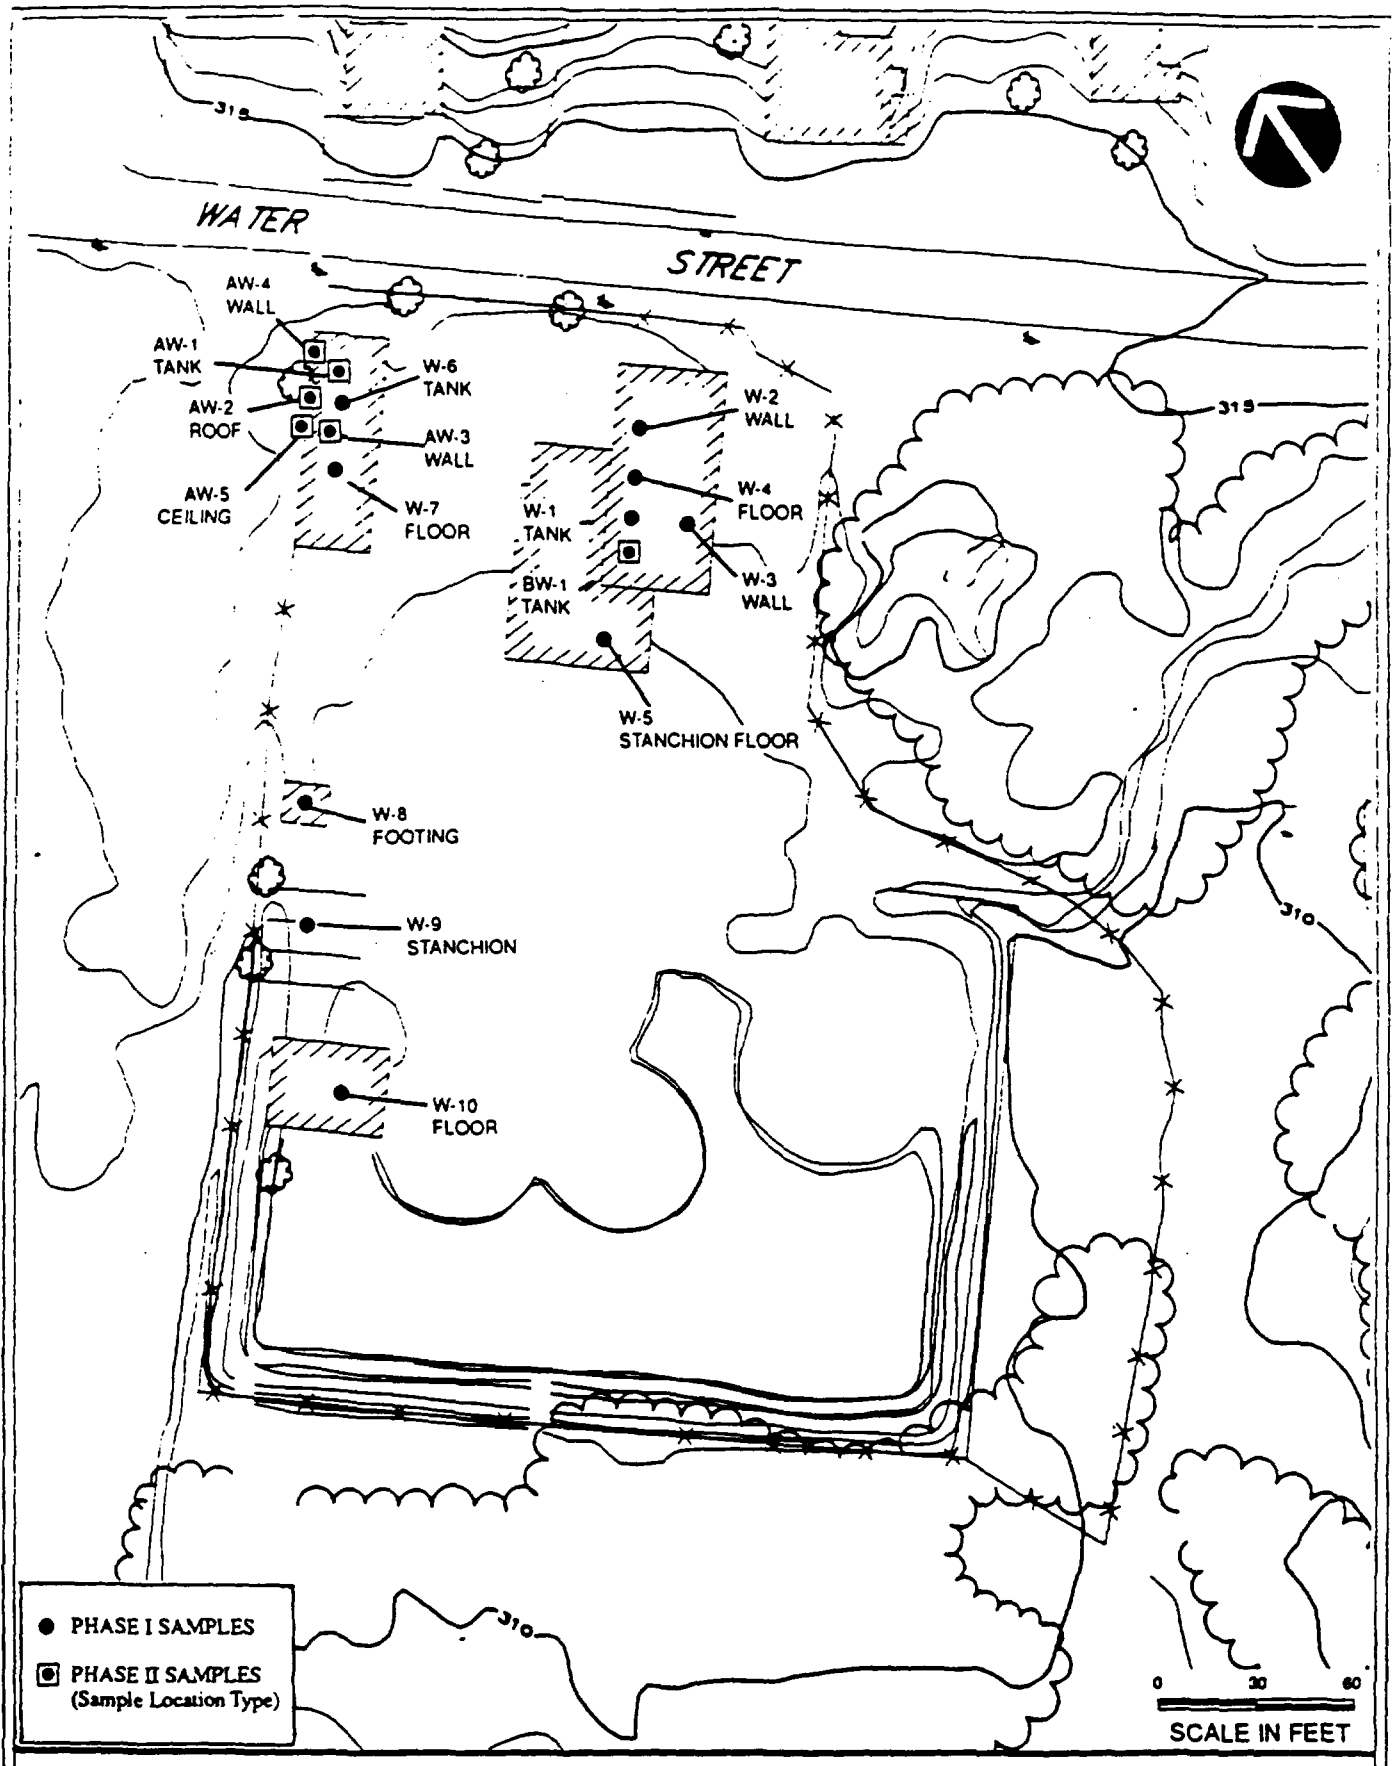 315
WATER
STREET
AW-4
WALL
AW-1
TANK
W-6
TANK
AW-2
ROOF
AW-3
WALL
AW-5
CEILING
W-7
FLOOR
W-2
WALL
315
W-4
FLOOR
W-1
TANK
W-3
WALL
BW-1
TANK
W-5
STANCHION FLOOR
W-8
FOOTING
310
W-9
STANCHION
W-10
FLOOR
310
PHASE I SAMPLES
PHASE II SAMPLES
(Sample Location Type)
0 30 60
SCALE IN FEET